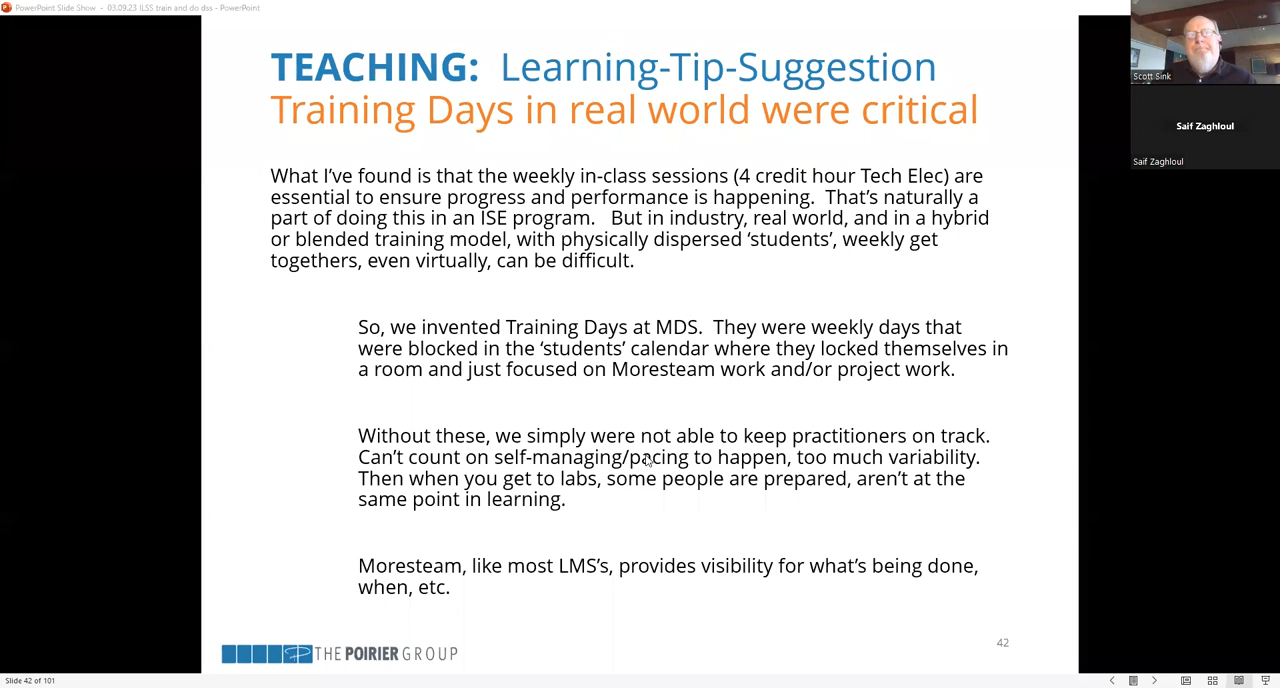 PowerPoint Slide Show - 03.09.23 ILSS train and do dss - PowerPoint
TEACHING: Learning-Tip-Suggestion
Training Days in real world were critical
What I've found is that the weekly in-class sessions (4 credit hour Tech Elec) are
essential to ensure progress and performance is happening. That's naturally a
part of doing this in an ISE program. But in industry, real world, and in a hybrid
or blended training model, with physically dispersed 'students', weekly get
togethers, even virtually, can be difficult.
So, we invented Training Days at MDS. They were weekly days that
were blocked in the 'students' calendar where they locked themselves in
a room and just focused on Moresteam work and/or project work.
Without these, we simply were not able to keep practitioners on track.
Can't count on self-managing/pacing to happen, too much variability.
Then when you get to labs, some people are prepared, aren't at the
same point in learning.
Moresteam, like most LMS's, provides visibility for what's being done,
when, etc.
THE POIRIER GROUP
42
Scott Sink
Saif Zaghloul
Saif Zaghloul
Slide 42 of 101